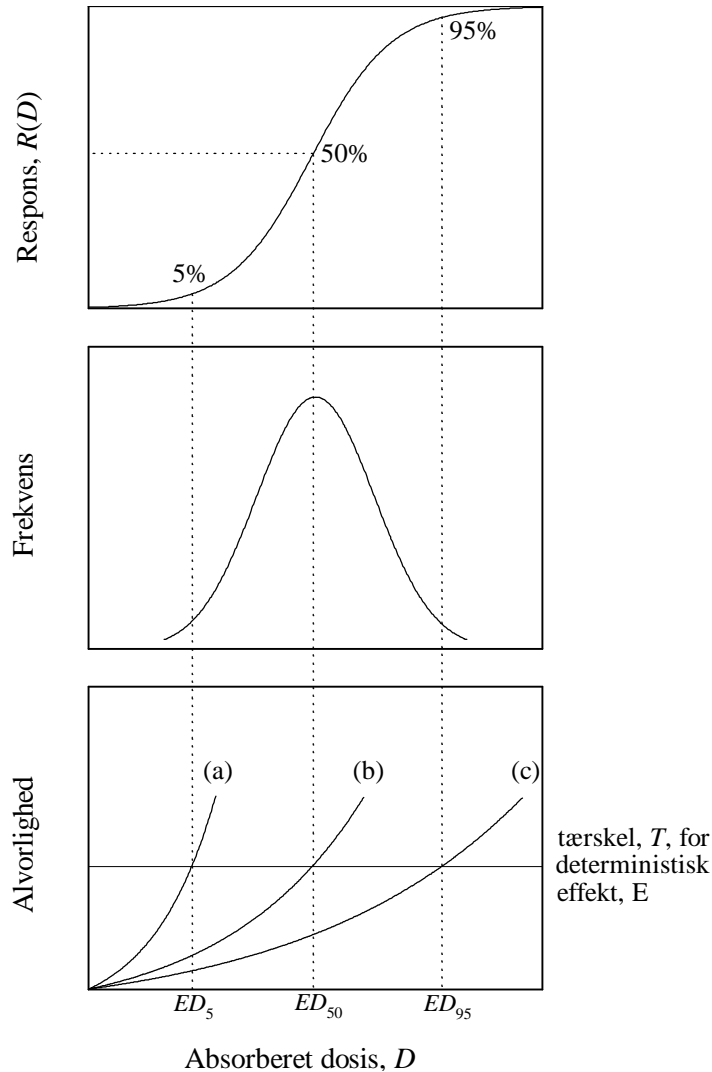 Respons, R(D)
95%
50%
5%
Frekvens
Alvorlighed
(a)
(b)
(c)
tærskel, T, for
deterministisk
effekt, E
ED5
ED50
ED95
Absorberet dosis, D